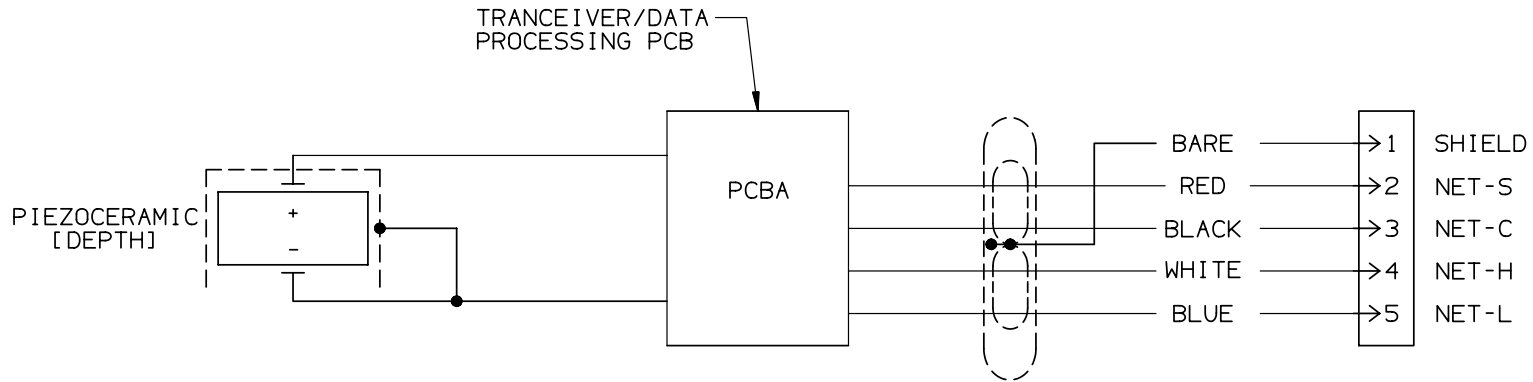 TRANCEIVER/DATA
PROCESSING PCB
PIEZOCERAMIC
[DEPTH]
+
-
PCBA
BARE 1 SHIELD
RED 2 NET-S
BLACK 3 NET-C
WHITE 4 NET-H
BLUE 5 NET-L